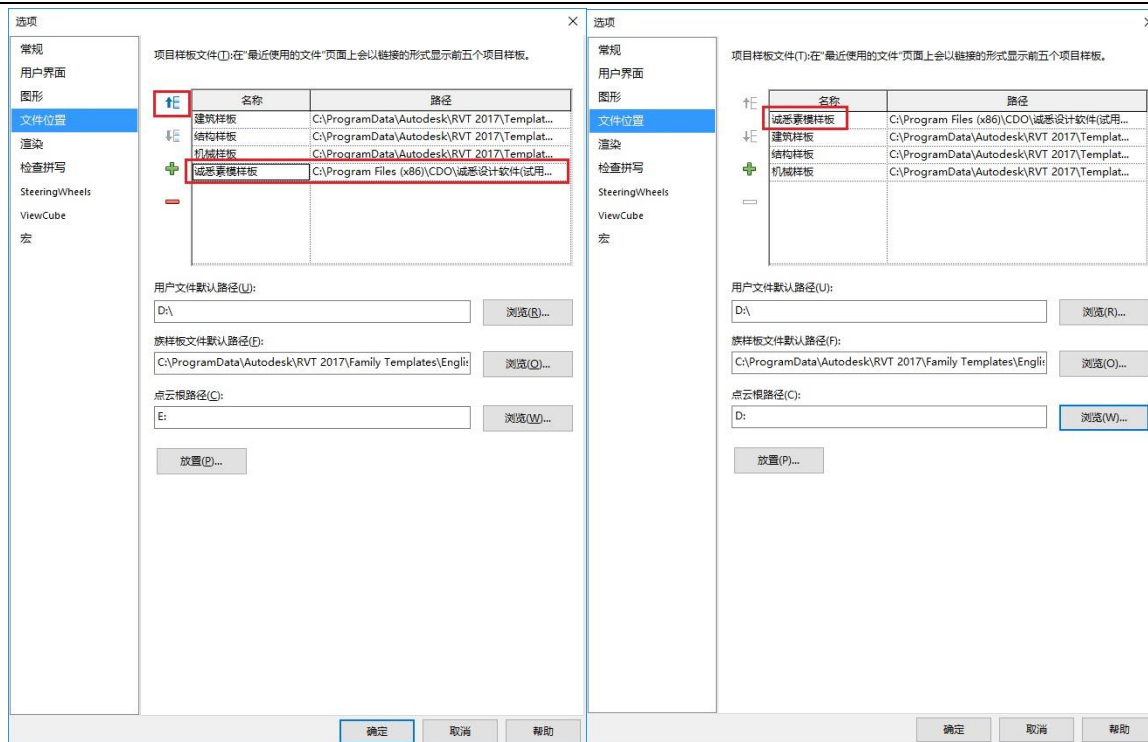 选项
常规
用户界面
图形
文件位置
渲染
检查拼写
SteeringWheels
ViewCube
宏
项目样板文件(T):在“最近使用的文件”页面上会以链接的形式显示前五个项目样板。
名称 路径
建筑样板 C:\ProgramData\Autodesk\RVT 2017\Templat...
结构样板 C:\ProgramData\Autodesk\RVT 2017\Templat...
机械样板 C:\ProgramData\Autodesk\RVT 2017\Templat...
诚悉素模样板 C:\Program Files (x86)\CDO\诚悉设计软件(试用...
用户文件默认路径(U):
D:\ 浏览(R)...
族样板文件默认路径(F):
C:\ProgramData\Autodesk\RVT 2017\Family Templates\Englis 浏览(O)...
点云根路径(C):
E: 浏览(W)...
放置(P)...
确定 取消 帮助
选项
常规
用户界面
图形
文件位置
渲染
检查拼写
SteeringWheels
ViewCube
宏
项目样板文件(T):在“最近使用的文件”页面上会以链接的形式显示前五个项目样板。
名称 路径
诚悉素模样板 C:\Program Files (x86)\CDO\诚悉设计软件(试用...
建筑样板 C:\ProgramData\Autodesk\RVT 2017\Templat...
结构样板 C:\ProgramData\Autodesk\RVT 2017\Templat...
机械样板 C:\ProgramData\Autodesk\RVT 2017\Templat...
用户文件默认路径(U):
D:\ 浏览(R)...
族样板文件默认路径(F):
C:\ProgramData\Autodesk\RVT 2017\Family Templates\Englis 浏览(O)...
点云根路径(C):
D: 浏览(W)...
放置(P)...
确定 取消 帮助